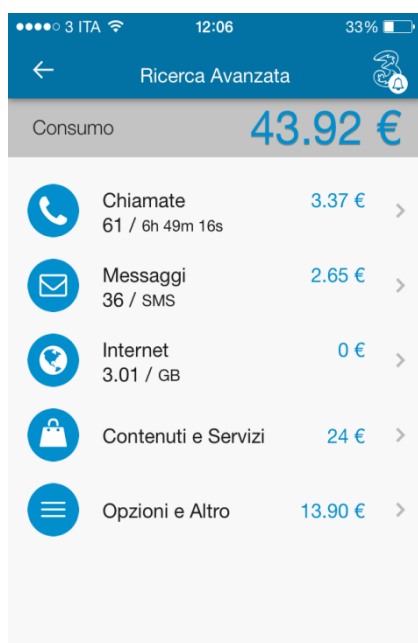 3 ITA 12:06 33%
Ricerca Avanzata
3
Consumo 43.92 €
Chiamate 3.37 €
61 / 6h 49m 16s
Messaggi 2.65 €
36 / SMS
Internet 0 €
3.01 / GB
Contenuti e Servizi 24 €
Opzioni e Altro 13.90 €